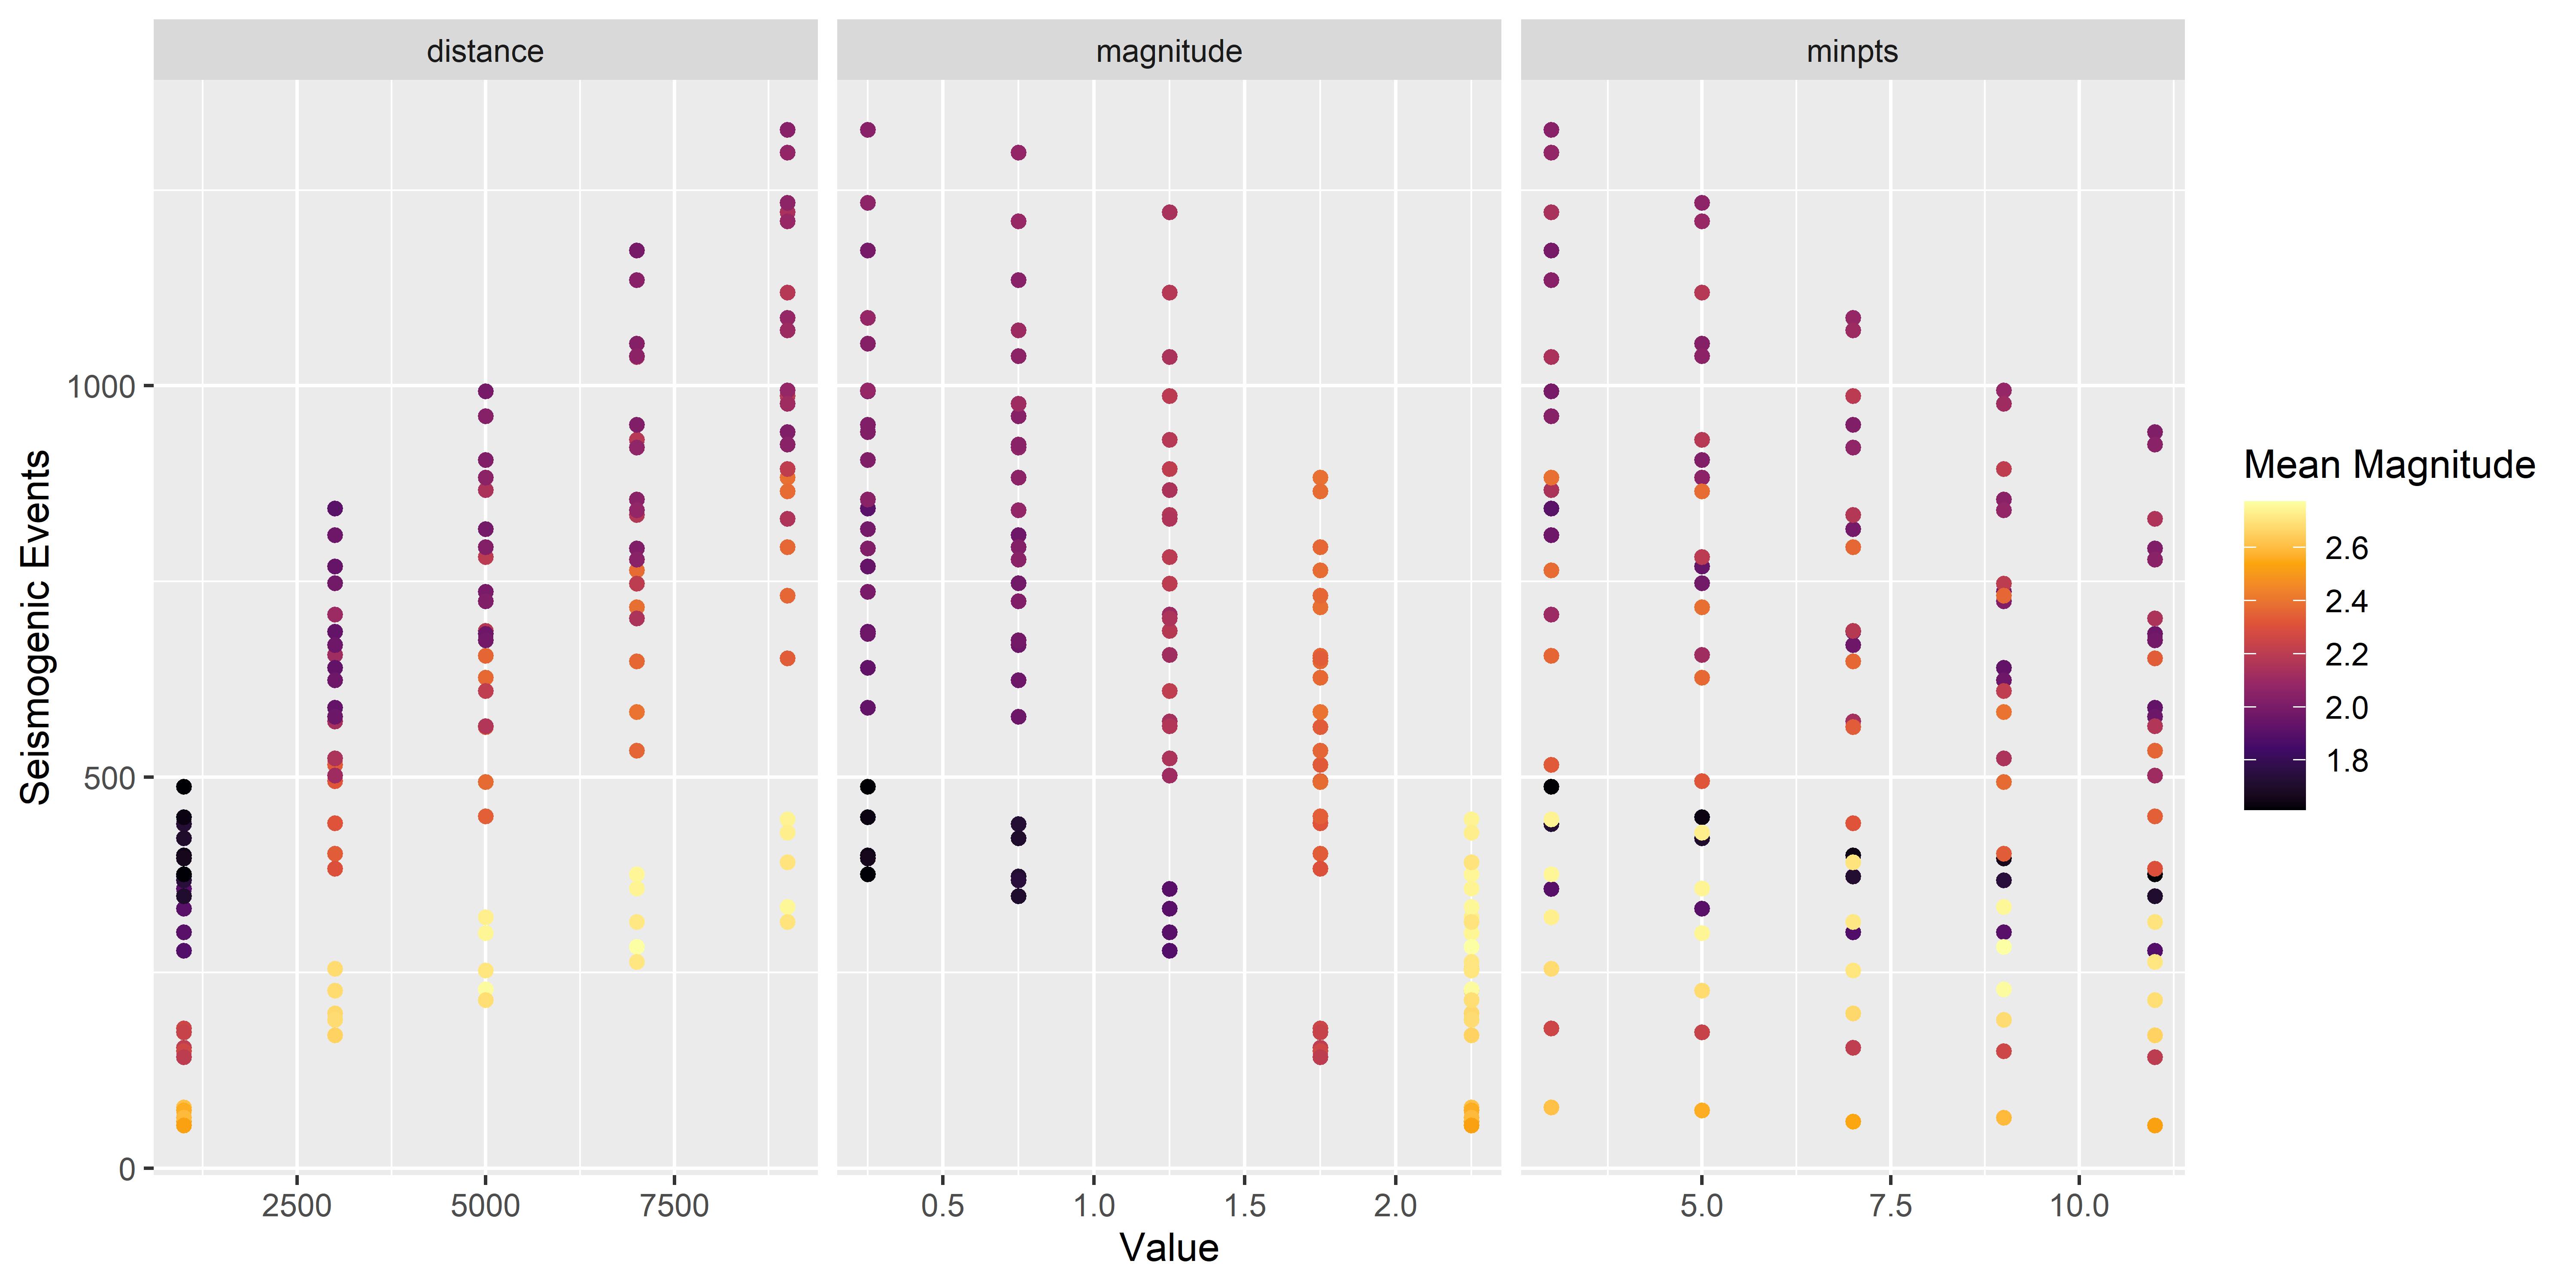 distance
magnitude
minpts
Seismogenic Events
1000
500
0
2500 5000 7500
0.5 1.0 1.5 2.0
5.0 7.5 10.0
Value
Mean Magnitude
2.6
2.4
2.2
2.0
1.8